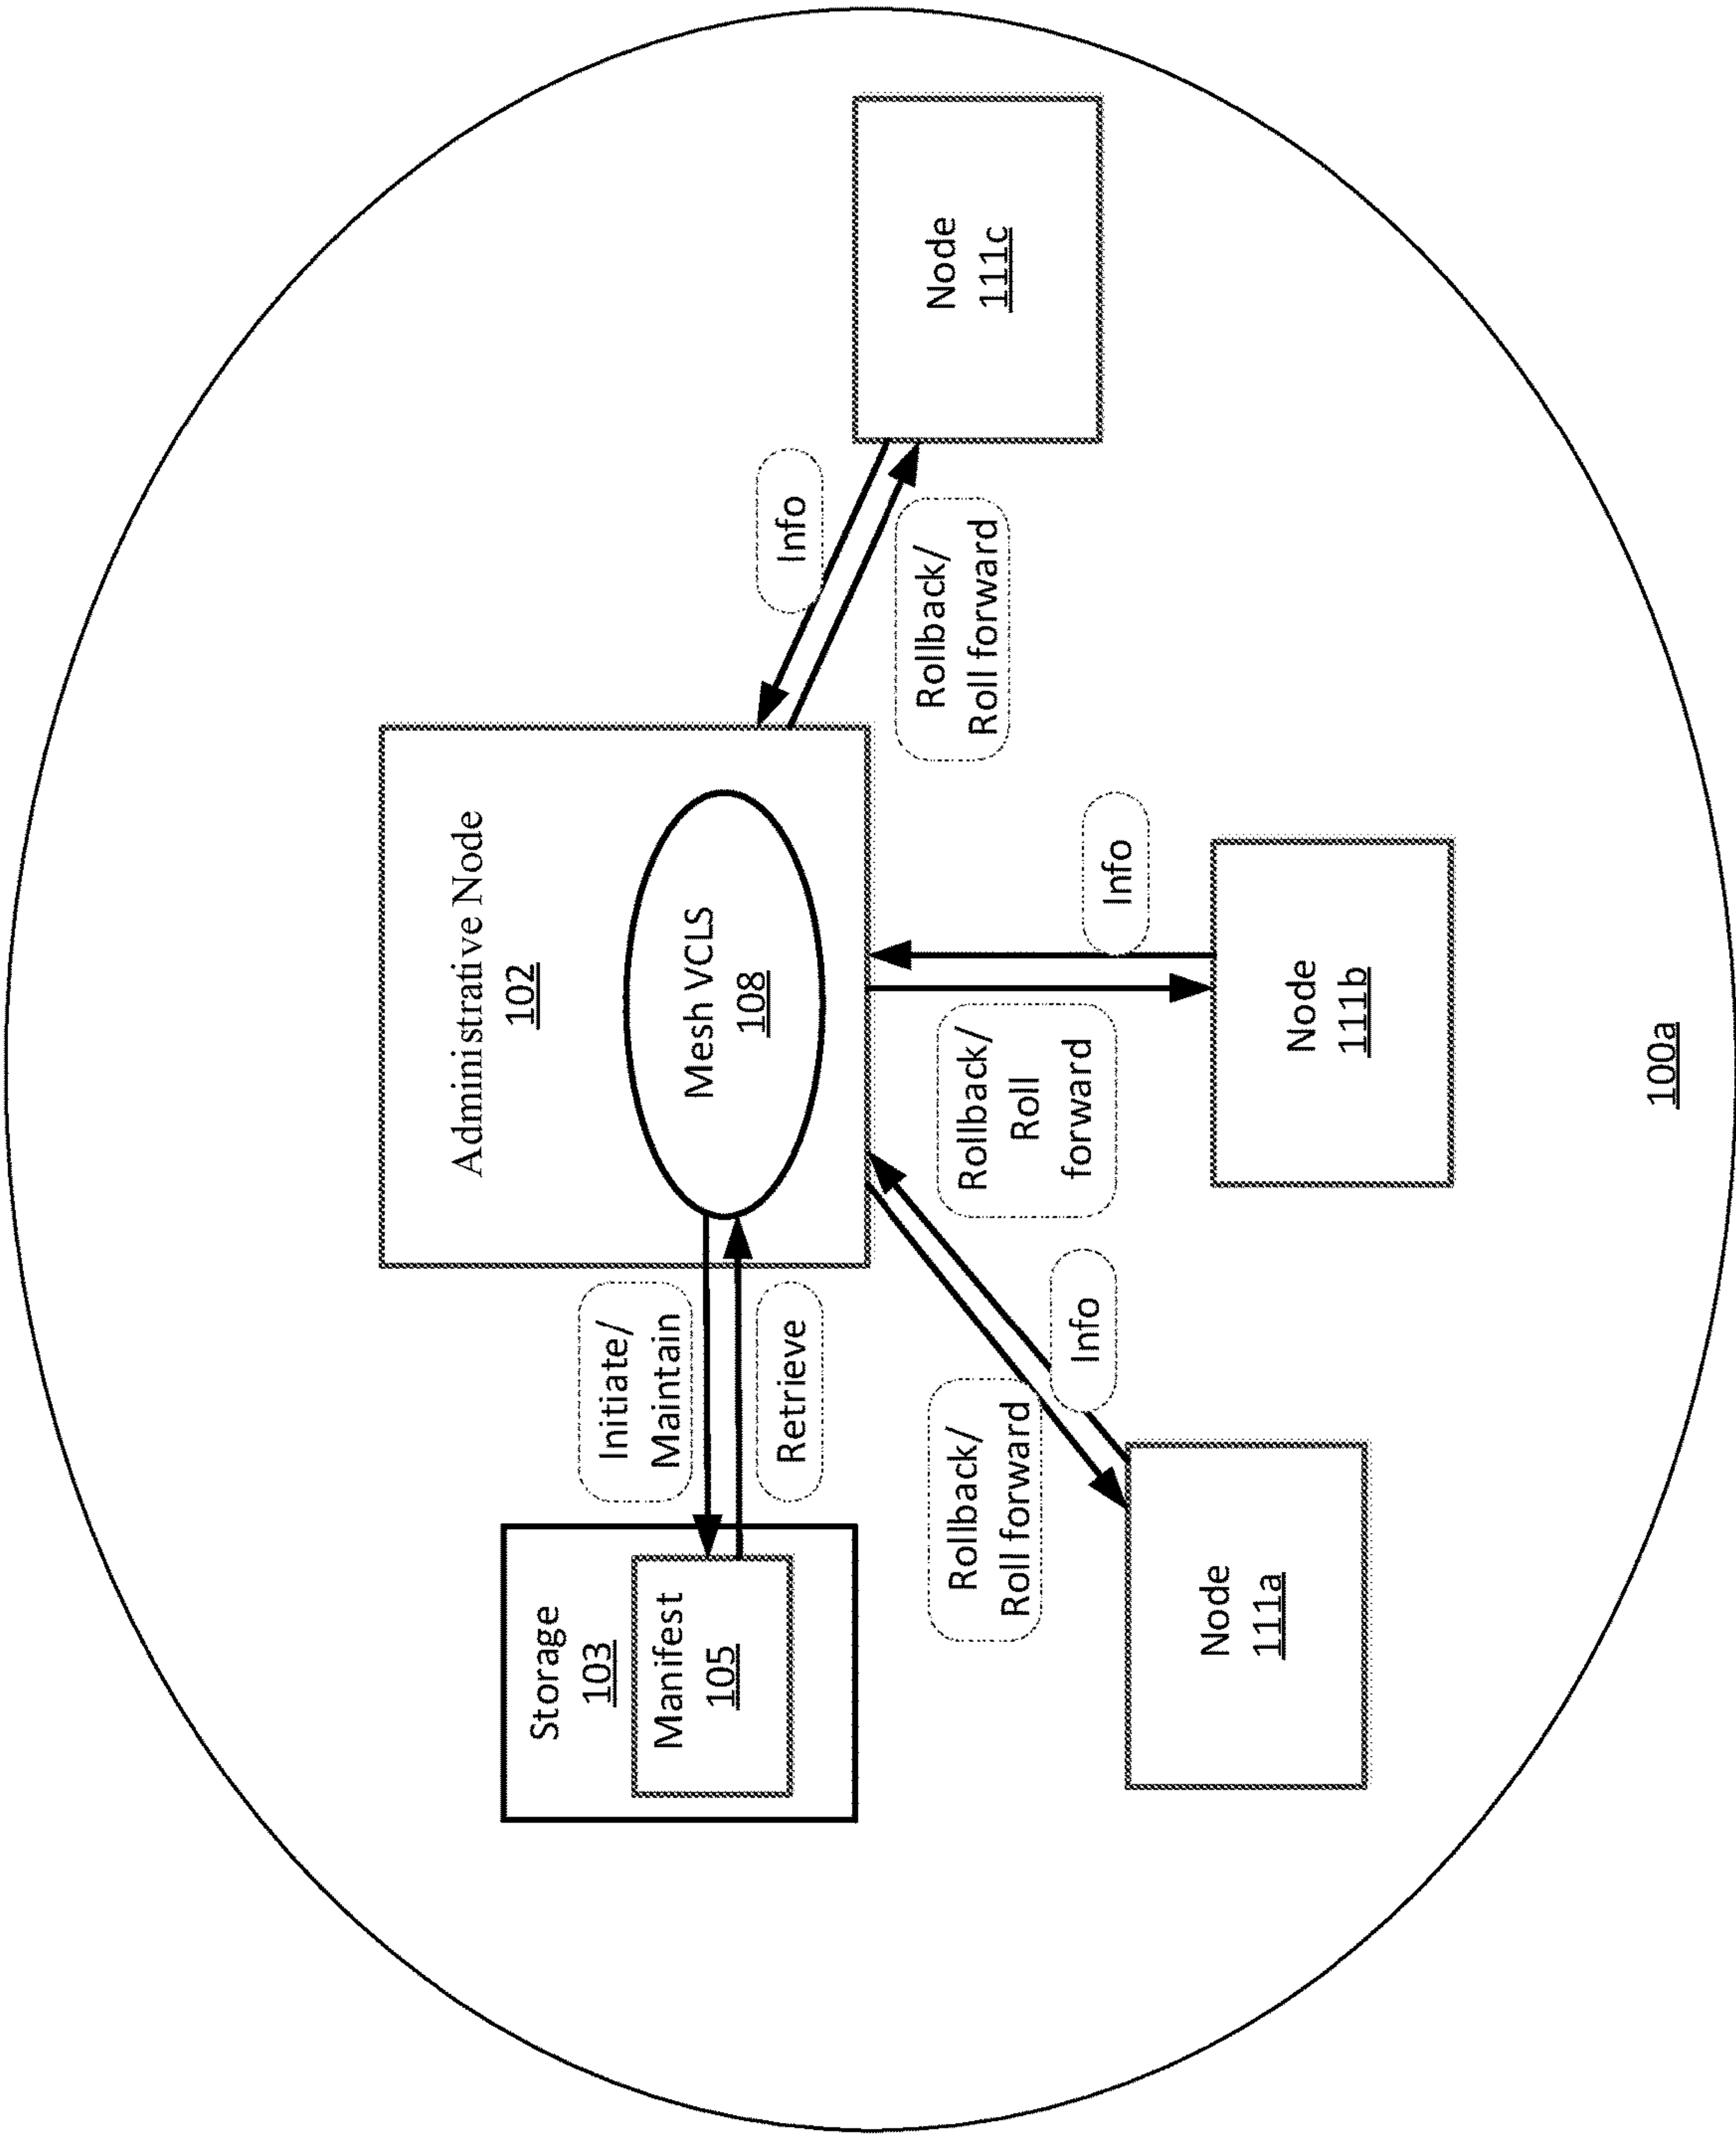 Administrative Node
102
Storage
103
Initiate/
Maintain
Manifest
105
Mesh VCLS
108
Retrieve
Info
Rollback/
Roll forward
Node
111c
Rollback/
Roll forward
Info
Rollback/
Roll
forward
Info
Node
111a
Node
111b
100a